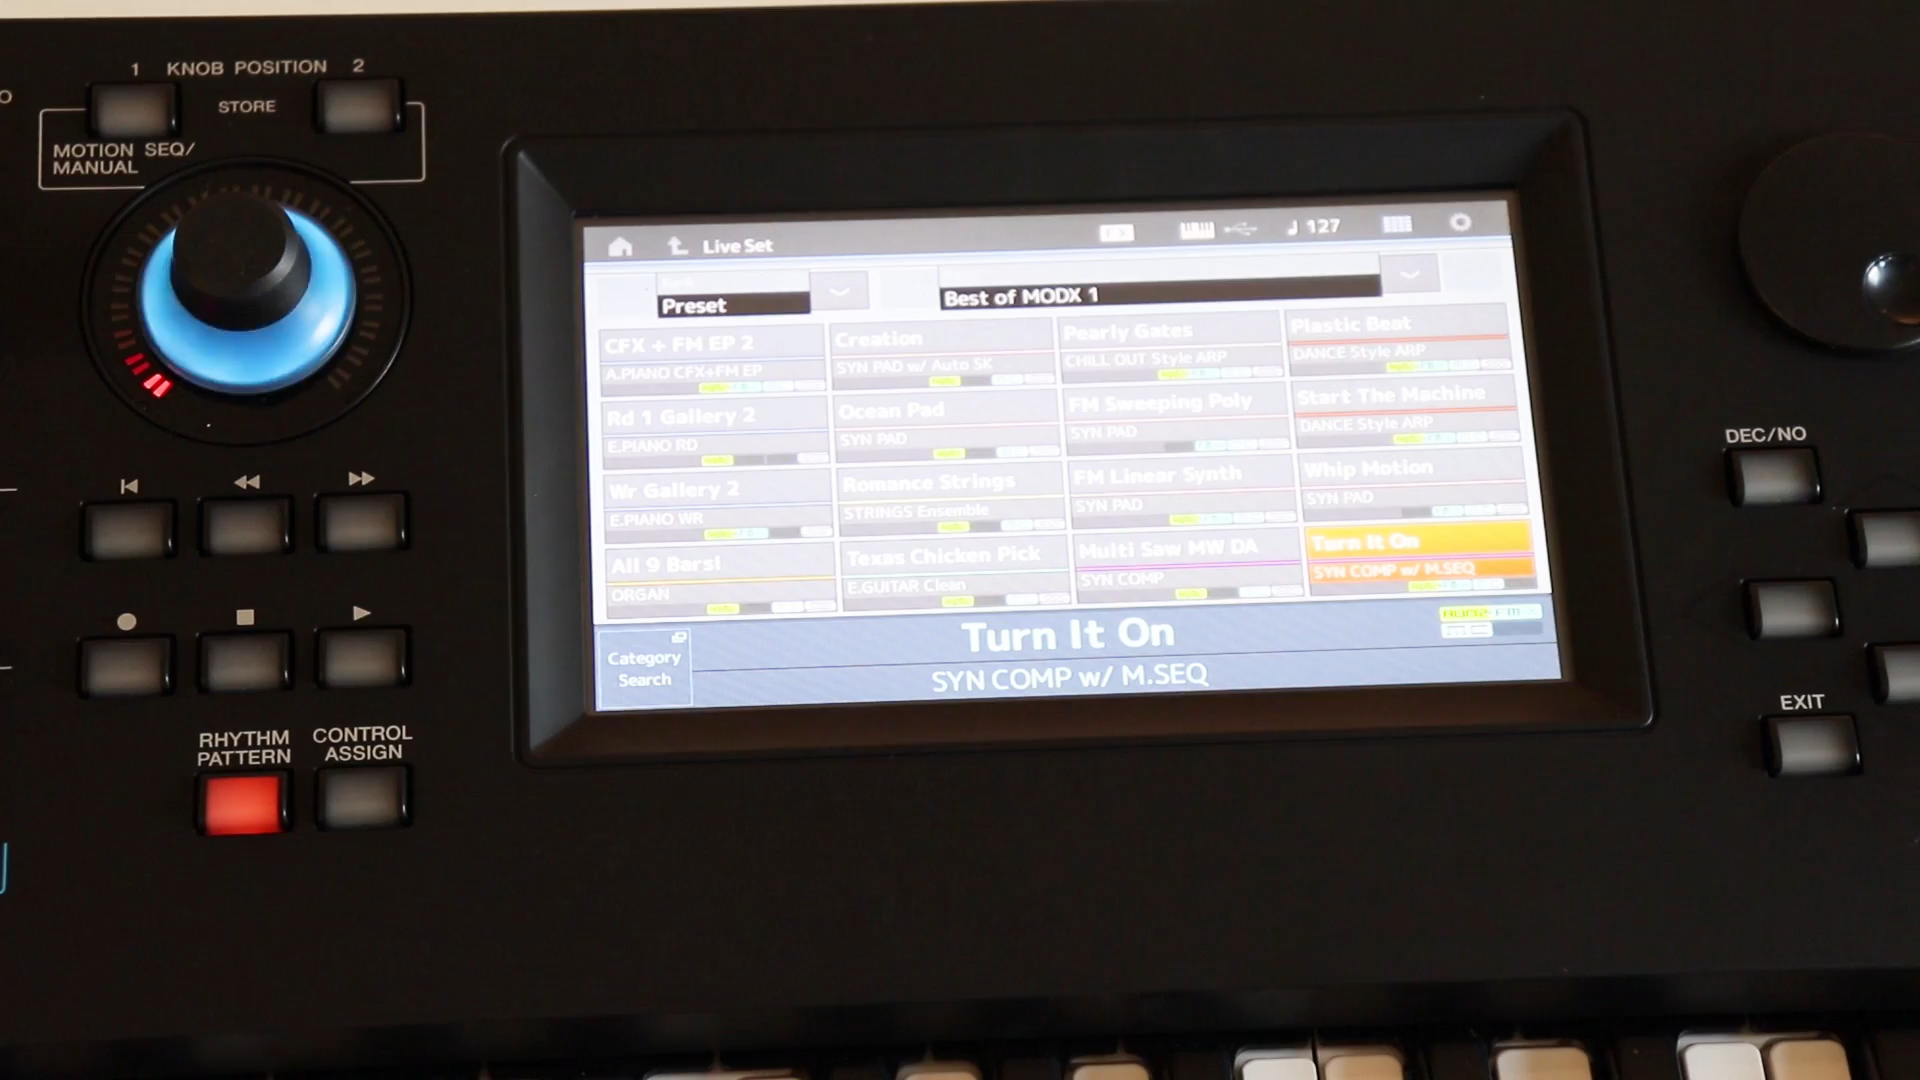 1 KNOB POSITION 2
STORE
MOTION SEQ/
MANUAL
RHYTHM
PATTERN
CONTROL
ASSIGN
Live Set
127
Preset
Best of MODX 1
CFX + FM EP 2
A.PIANO CFX+FM EP
Creation
SYN PAD w/ Auto SK
Pearly Gates
CHILL OUT Style ARP
Plastic Beat
DANCE Style ARP
Rd 1 Gallery 2
E.PIANO RD
Ocean Pad
SYN PAD
FM Sweeping Poly
SYN PAD
Start The Machine
DANCE Style ARP
Wr Gallery 2
E.PIANO WR
Romance Strings
STRINGS Ensemble
FM Linear Synth
SYN PAD
Whip Motion
SYN PAD
All 9 Bars!
ORGAN
Texas Chicken Pick
E.GUITAR Clean
Multi Saw MW DA
SYN COMP
Turn It On
SYN COMP w/ M.SEQ
Category
Search
Turn It On
SYN COMP w/ M.SEQ
DEC/NO
EXIT